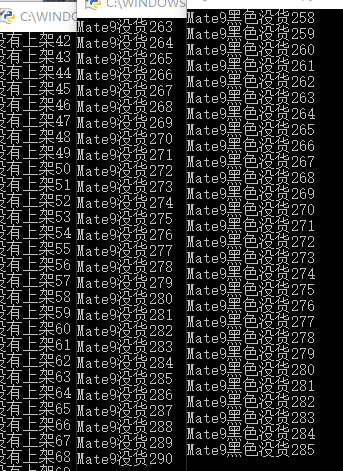 C:\WINDO
没有上架42
没有上架43
没有上架44
没有上架45
没有上架46
没有上架47
没有上架48
没有上架49
没有上架50
没有上架51
没有上架52
没有上架53
没有上架54
没有上架55
没有上架56
没有上架57
没有上架58
没有上架59
没有上架60
没有上架61
没有上架62
没有上架63
没有上架64
没有上架65
没有上架66
没有上架67
没有上架68
C:\WINDOWS
Mate9没货263
Mate9没货264
Mate9没货265
Mate9没货266
Mate9没货267
Mate9没货268
Mate9没货269
Mate9没货270
Mate9没货271
Mate9没货272
Mate9没货273
Mate9没货274
Mate9没货275
Mate9没货276
Mate9没货277
Mate9没货278
Mate9没货279
Mate9没货280
Mate9没货281
Mate9没货282
Mate9没货283
Mate9没货284
Mate9没货285
Mate9没货286
Mate9没货287
Mate9没货288
Mate9没货289
Mate9没货290
Mate9黑色没货258
Mate9黑色没货259
Mate9黑色没货260
Mate9黑色没货261
Mate9黑色没货262
Mate9黑色没货263
Mate9黑色没货264
Mate9黑色没货265
Mate9黑色没货266
Mate9黑色没货267
Mate9黑色没货268
Mate9黑色没货269
Mate9黑色没货270
Mate9黑色没货271
Mate9黑色没货272
Mate9黑色没货273
Mate9黑色没货274
Mate9黑色没货275
Mate9黑色没货276
Mate9黑色没货277
Mate9黑色没货278
Mate9黑色没货279
Mate9黑色没货280
Mate9黑色没货281
Mate9黑色没货282
Mate9黑色没货283
Mate9黑色没货284
Mate9黑色没货285